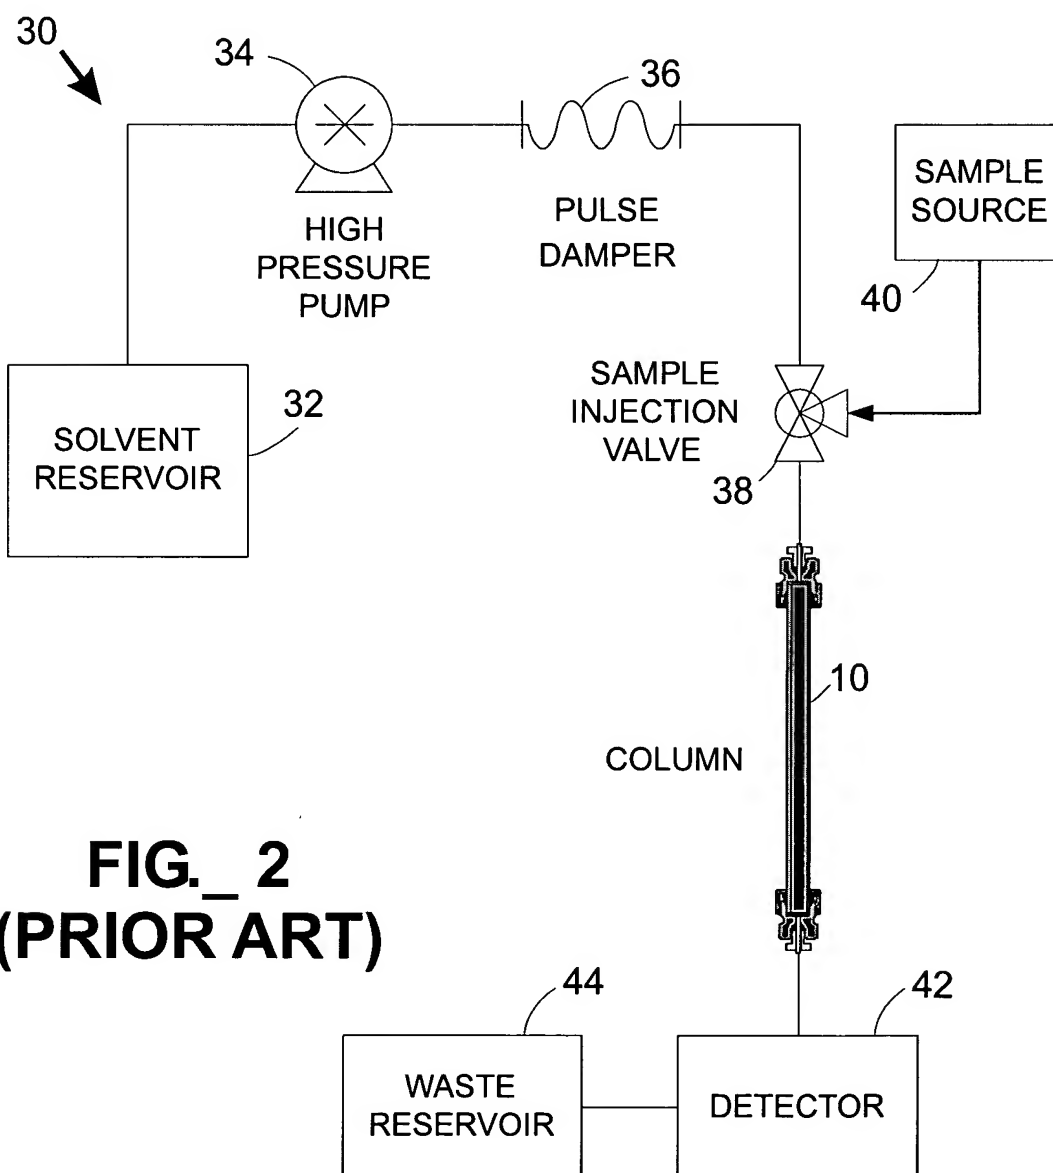 30
34
36
SAMPLE
SOURCE
40
PULSE
DAMPER
HIGH
PRESSURE
PUMP
SAMPLE
INJECTION
VALVE
38
32
SOLVENT
RESERVOIR
10
COLUMN
FIG._ 2
(PRIOR ART)
44
42
WASTE
RESERVOIR
DETECTOR